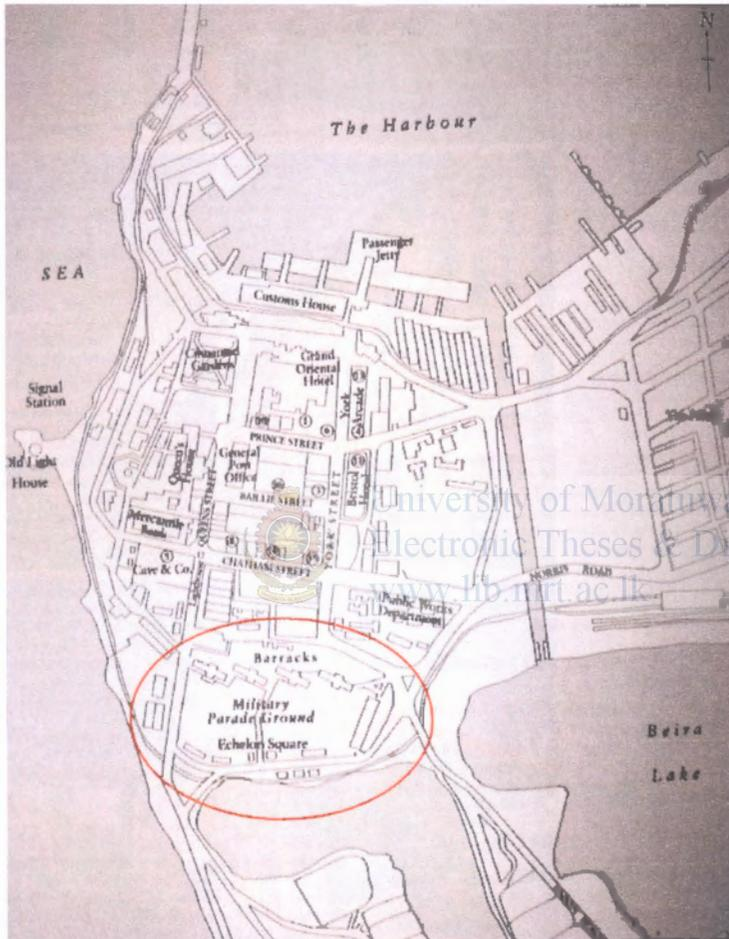 N
The Harbour
SEA
Passenger
Jetty
Customs House
Grand
Oriental
Hotel
Signal
Station
York
Arcade
PRINCE STREET
Old Light
House
Queen's
General
Post
Office
QUEENS STREET
BAILLIE STREET
Bristol
YORK STREET
Mercantile
Bank
University of Moratuwa
Electronic Theses & Di
www.lib.mrt.ac.lk
Cave & Co.
CHATHAM STREET
NORRIS ROAD
Public Works
Department
Barracks
Military
Parade Ground
Echelon Square
Beira
Lake